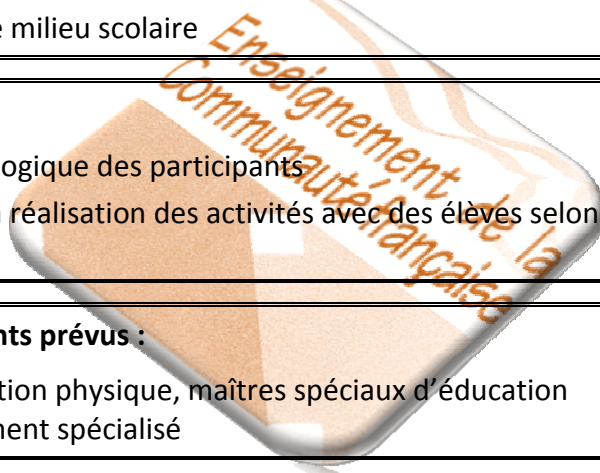 e milieu scolaire
Enseignement de la
Communauté française
ogique des participants
réalisation des activités avec des élèves selon
nts prévus :
tion physique, maîtres spéciaux d'éducation
ment spécialisé